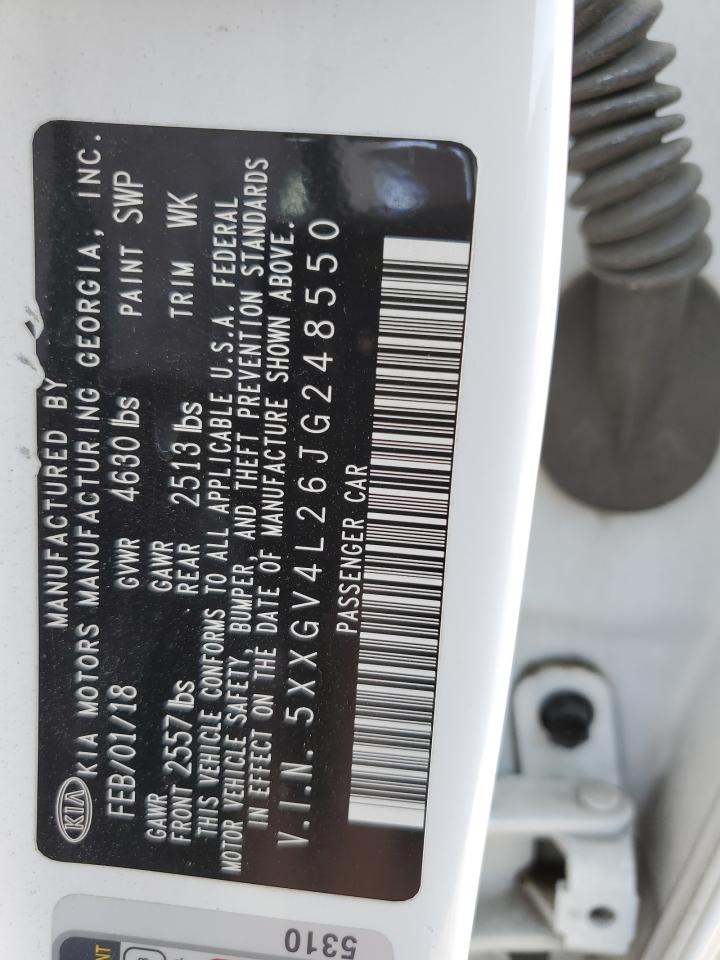 MANUFACTURED BY
KIA KIA MOTORS MANUFACTURING GEORGIA, INC.
FEB/01/18 GVWR 4630 lbs PAINT SWP
GAWR FRONT 2557 lbs GAWR REAR 2513 lbs TRIM WK
THIS VEHICLE CONFORMS TO ALL APPLICABLE U.S.A. FEDERAL
MOTOR VEHICLE SAFETY, BUMPER, AND THEFT PREVENTION STANDARDS
IN EFFECT ON THE DATE OF MANUFACTURE SHOWN ABOVE.
V.I.N. 5XXGV4L26JG248550
PASSENGER CAR
5310